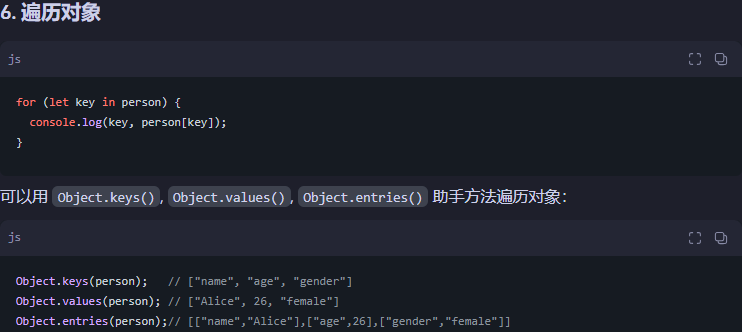 6. 遍历对象
js
for (let key in person) {
  console.log(key, person[key]);
}
可以用 Object.keys(), Object.values(), Object.entries() 助手方法遍历对象：
js
Object.keys(person);   // ["name", "age", "gender"]
Object.values(person); // ["Alice", 26, "female"]
Object.entries(person);// [["name","Alice"],["age",26],["gender","female"]]